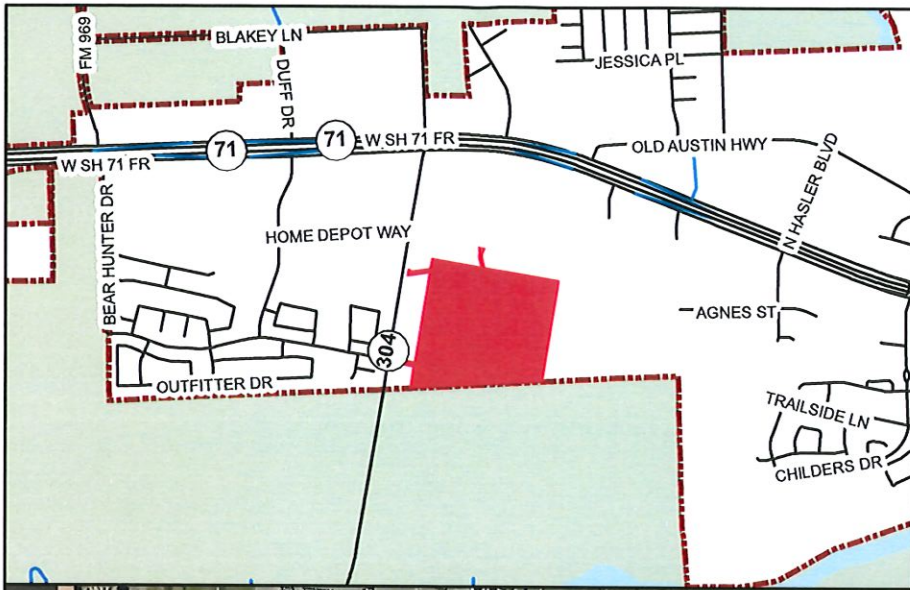 FM 969
BLAKEY LN
DUFF DR
JESSICA PL
71
71
W SH 71 FR
W SH 71 FR
OLD AUSTIN HWY
N HASLER BLVD
BEAR HUNTER DR
HOME DEPOT WAY
AGNES ST
304
OUTFITTER DR
TRAILSIDE LN
CHILDERS DR